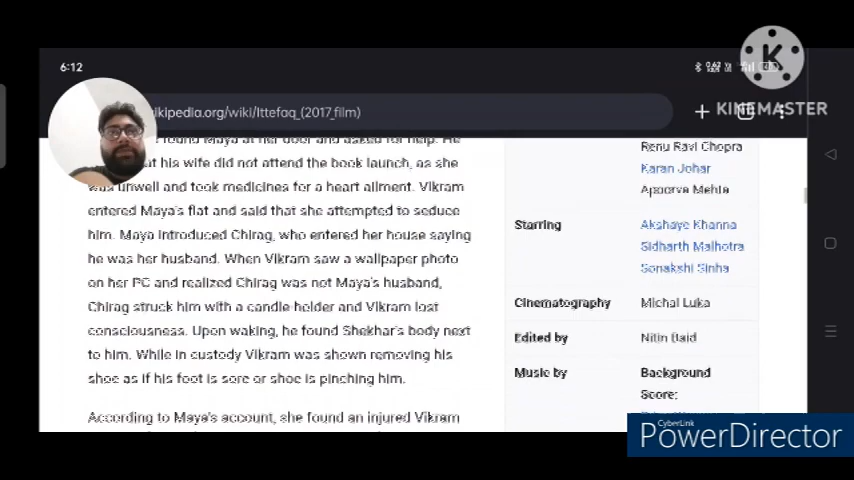 6:12
K
KINEMASTER
ikipedia.org/wiki/Ittefaq_(2017_film)
found Maya at her door and asked for help. He
at his wife did not attend the book launch, as she
was unwell and took medicines for a heart ailment. Vikram
entered Maya's flat and said that she attempted to seduce
him. Maya introduced Chirag, who entered her house saying
he was her husband. When Vikram saw a wallpaper photo
on her PC and realized Chirag was not Maya's husband,
Chirag struck him with a candle holder and Vikram lost
consciousness. Upon waking, he found Shekhar's body next
to him. While in custody Vikram was shown removing his
shoe as if his foot is sore or shoe is pinching him.
According to Maya's account, she found an injured Vikram
Renu Ravi Chopra
Karan Johar
Apoorva Mehta
Starring
Akshaye Khanna
Sidharth Malhotra
Sonakshi Sinha
Cinematography
Michal Luka
Edited by
Nitin Baid
Music by
Background
Score:
CyberLink
PowerDirector